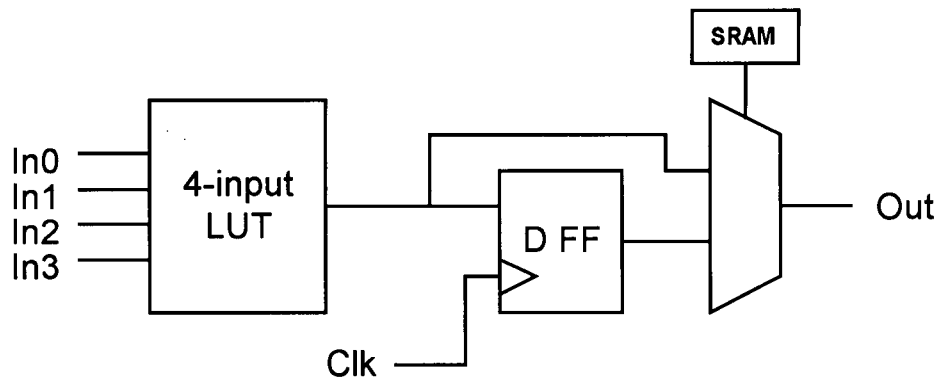 SRAM
In0
In1
In2
In3
4-input
LUT
D FF
Out
Clk